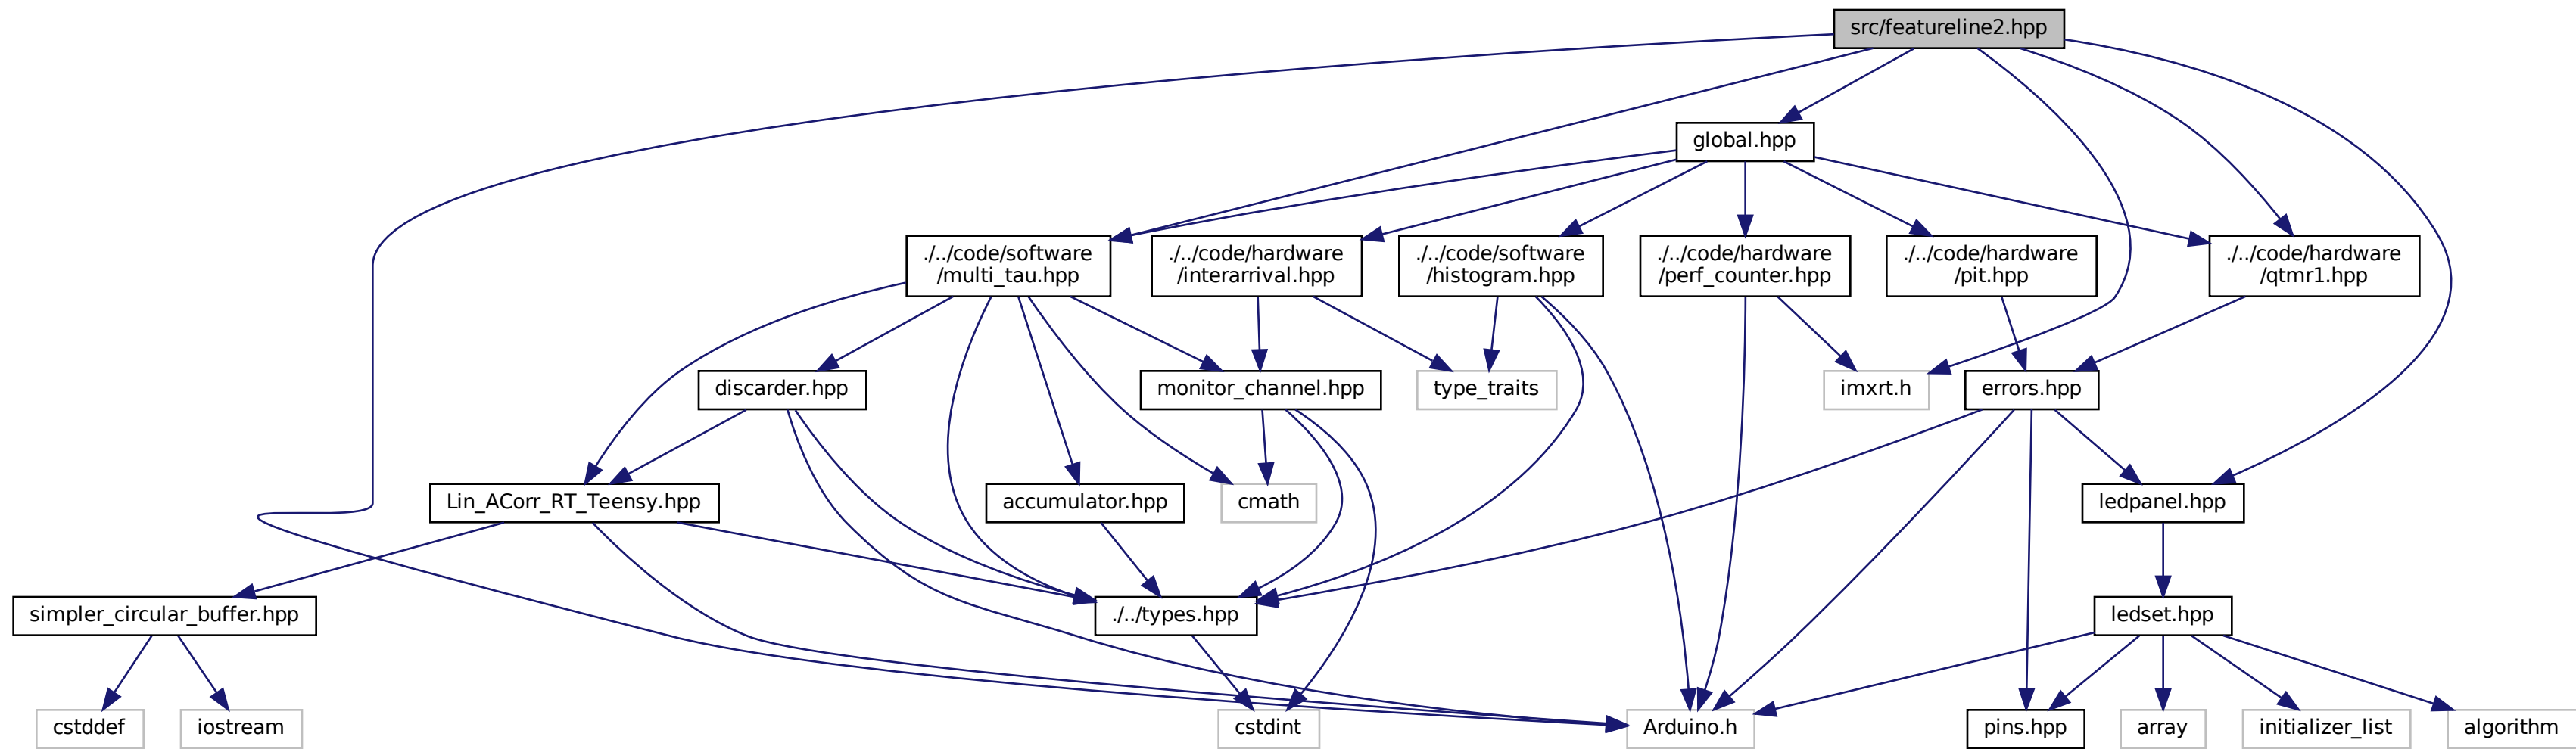 src/featureline2.hpp
global.hpp
./../code/software
/multi_tau.hpp
./../code/hardware
/interarrival.hpp
./../code/software
/histogram.hpp
./../code/hardware
/perf_counter.hpp
./../code/hardware
/pit.hpp
./../code/hardware
/qtmr1.hpp
discarder.hpp
monitor_channel.hpp
type_traits
imxrt.h
errors.hpp
Lin_ACorr_RT_Teensy.hpp
accumulator.hpp
cmath
ledpanel.hpp
simpler_circular_buffer.hpp
./../types.hpp
ledset.hpp
cstddef
iostream
cstdint
Arduino.h
pins.hpp
array
initializer_list
algorithm